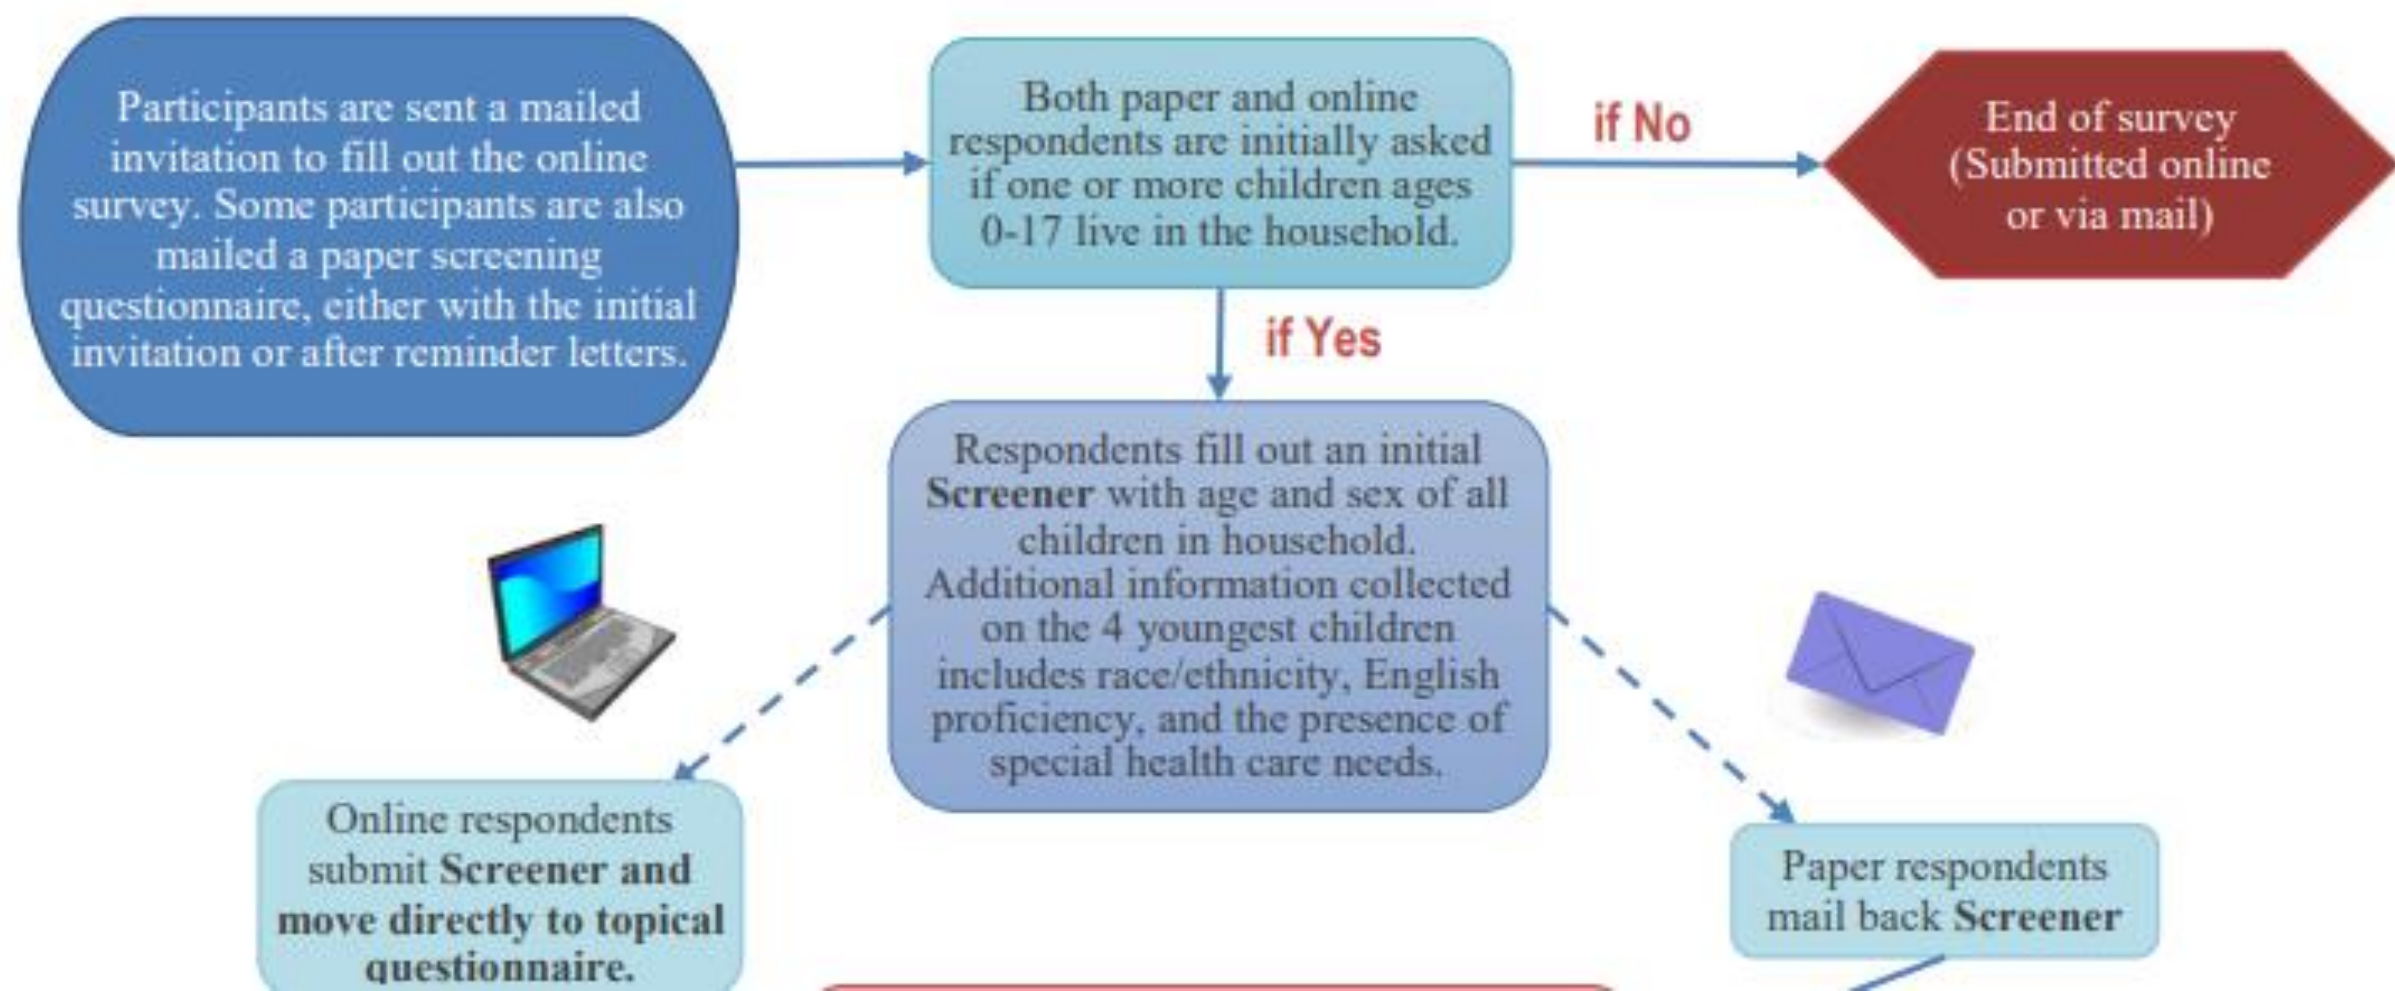 Participants are sent a mailed
invitation to fill out the online
survey. Some participants are also
mailed a paper screening
questionnaire, either with the initial
invitation or after reminder letters.
Both paper and online
respondents are initially asked
if one or more children ages
0-17 live in the household.
if No
End of survey
(Submitted online
or via mail)
if Yes
Respondents fill out an initial
Screener with age and sex of all
children in household.
Additional information collected
on the 4 youngest children
includes race/ethnicity, English
proficiency, and the presence of
special health care needs.
Online respondents
submit Screener and
move directly to topical
questionnaire.
Paper respondents
mail back Screener